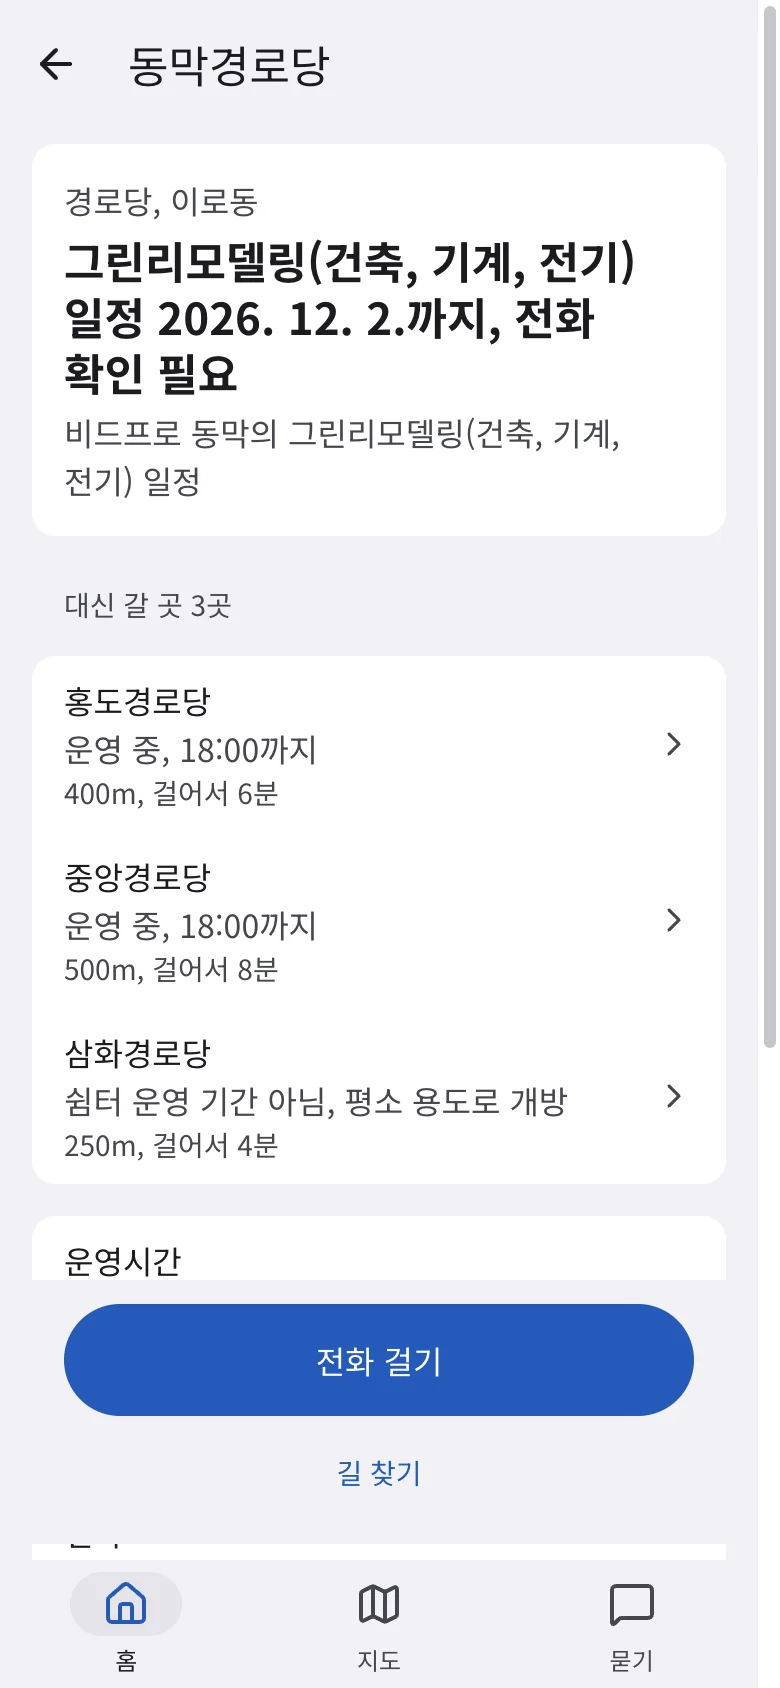 동막경로당
경로당, 이로동
그린리모델링(건축, 기계, 전기)
일정 2026. 12. 2.까지, 전화
확인 필요
비드프로 동막의 그린리모델링(건축, 기계,
전기) 일정
대신 갈 곳 3곳
홍도경로당
운영 중, 18:00까지
400m, 걸어서 6분
중앙경로당
운영 중, 18:00까지
500m, 걸어서 8분
삼화경로당
쉼터 운영 기간 아님, 평소 용도로 개방
250m, 걸어서 4분
운영시간
전화 걸기
길 찾기
홈
지도
묻기